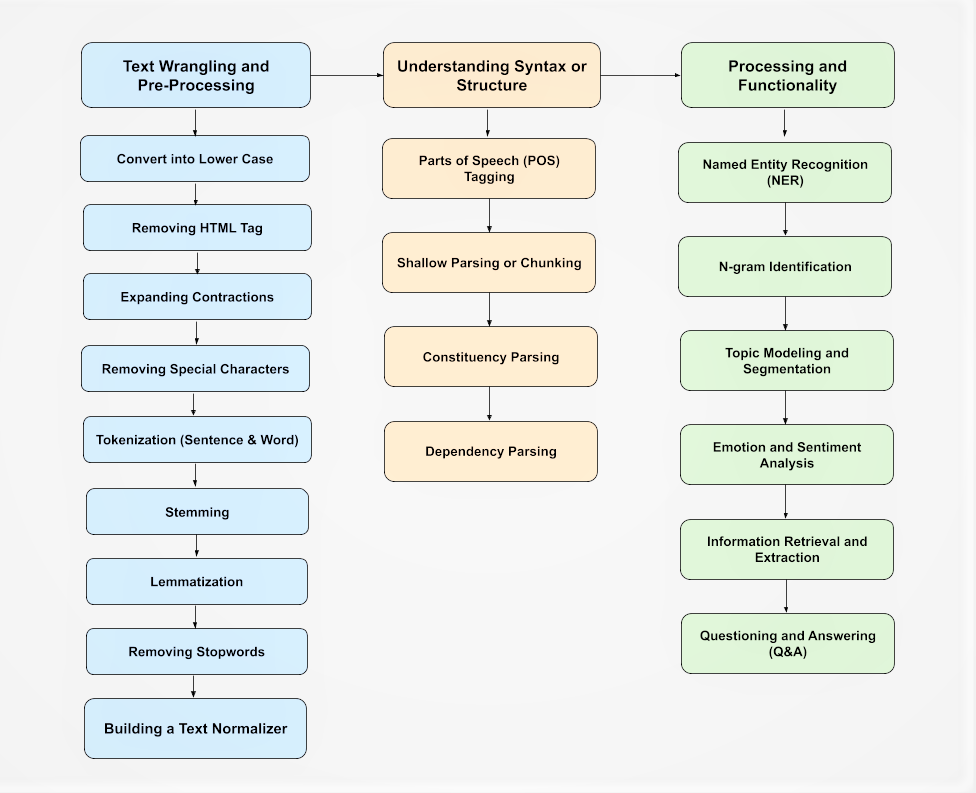 Text Wrangling and
Pre-Processing
Convert into Lower Case
Removing HTML Tag
Expanding Contractions
Removing Special Characters
Tokenization (Sentence & Word)
Stemming
Lemmatization
Removing Stopwords
Building a Text Normalizer
Understanding Syntax or
Structure
Parts of Speech (POS)
Tagging
Shallow Parsing or Chunking
Constituency Parsing
Dependency Parsing
Processing and
Functionality
Named Entity Recognition
(NER)
N-gram Identification
Topic Modeling and
Segmentation
Emotion and Sentiment
Analysis
Information Retrieval and
Extraction
Questioning and Answering
(Q&A)